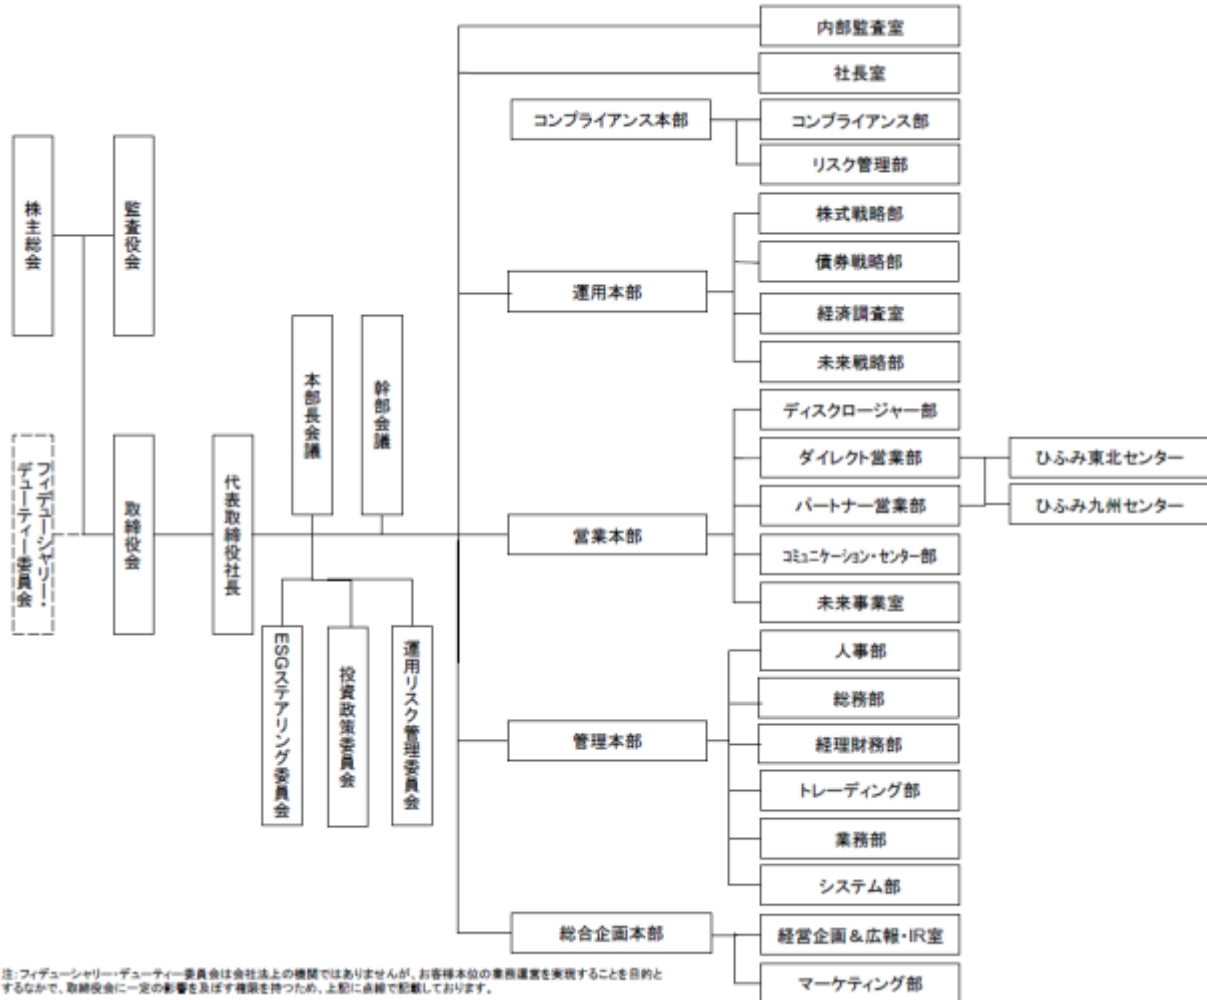 株主総会
監査役会
フィデューシャリー・
デューティー委員会
取締役会
代表取締役社長
本部長会議
幹部会議
ESGステアリング委員会
投資政策委員会
運用リスク管理委員会
内部監査室
社長室
コンプライアンス本部
コンプライアンス部
リスク管理部
運用本部
株式戦略部
債券戦略部
経済調査室
未来戦略部
営業本部
ディスクロージャー部
ダイレクト営業部
パートナー営業部
コミュニケーション・センター部
未来事業室
ひふみ東北センター
ひふみ九州センター
管理本部
人事部
総務部
経理財務部
トレーディング部
業務部
システム部
総合企画本部
経営企画&広報・IR室
マーケティング部
注:フィデューシャリー・デューティー委員会は会社法上の機関ではありませんが、お客様本位の業務運営を実現することを目的と
するなかで、取締役会に一定の影響を及ぼす権限を持つため、上記に点線で記載しております。